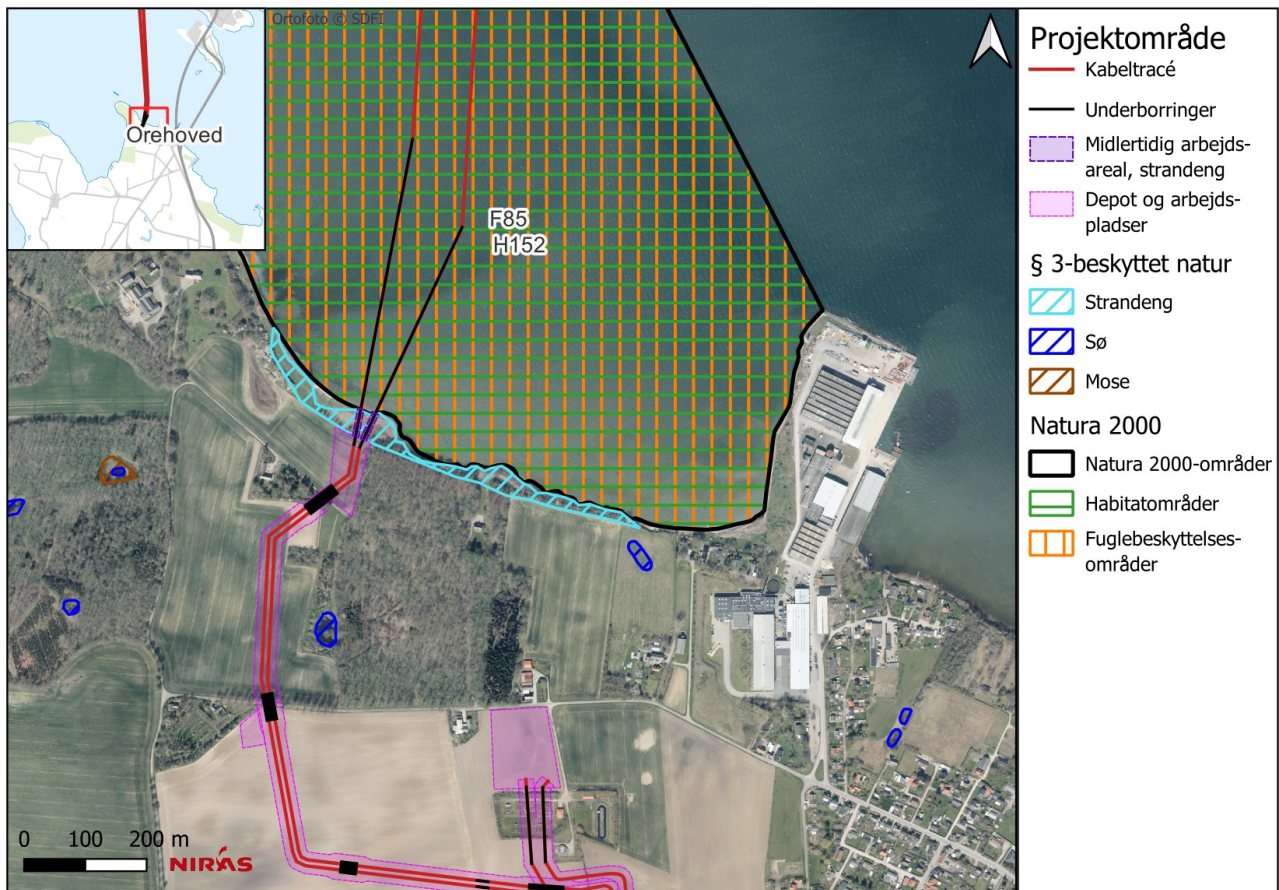 Ortofoto © SDFI
Orehoved
F85
H152
0 100 200 m
NIRAS
Projektområde
Kabeltracé
Underborringer
Midlertidig arbejds-
areal, strandeng
Depot og arbejds-
pladser
§ 3-beskyttet natur
Strandeng
Sø
Mose
Natura 2000
Natura 2000-områder
Habitatområder
Fuglebeskyttelses-
områder